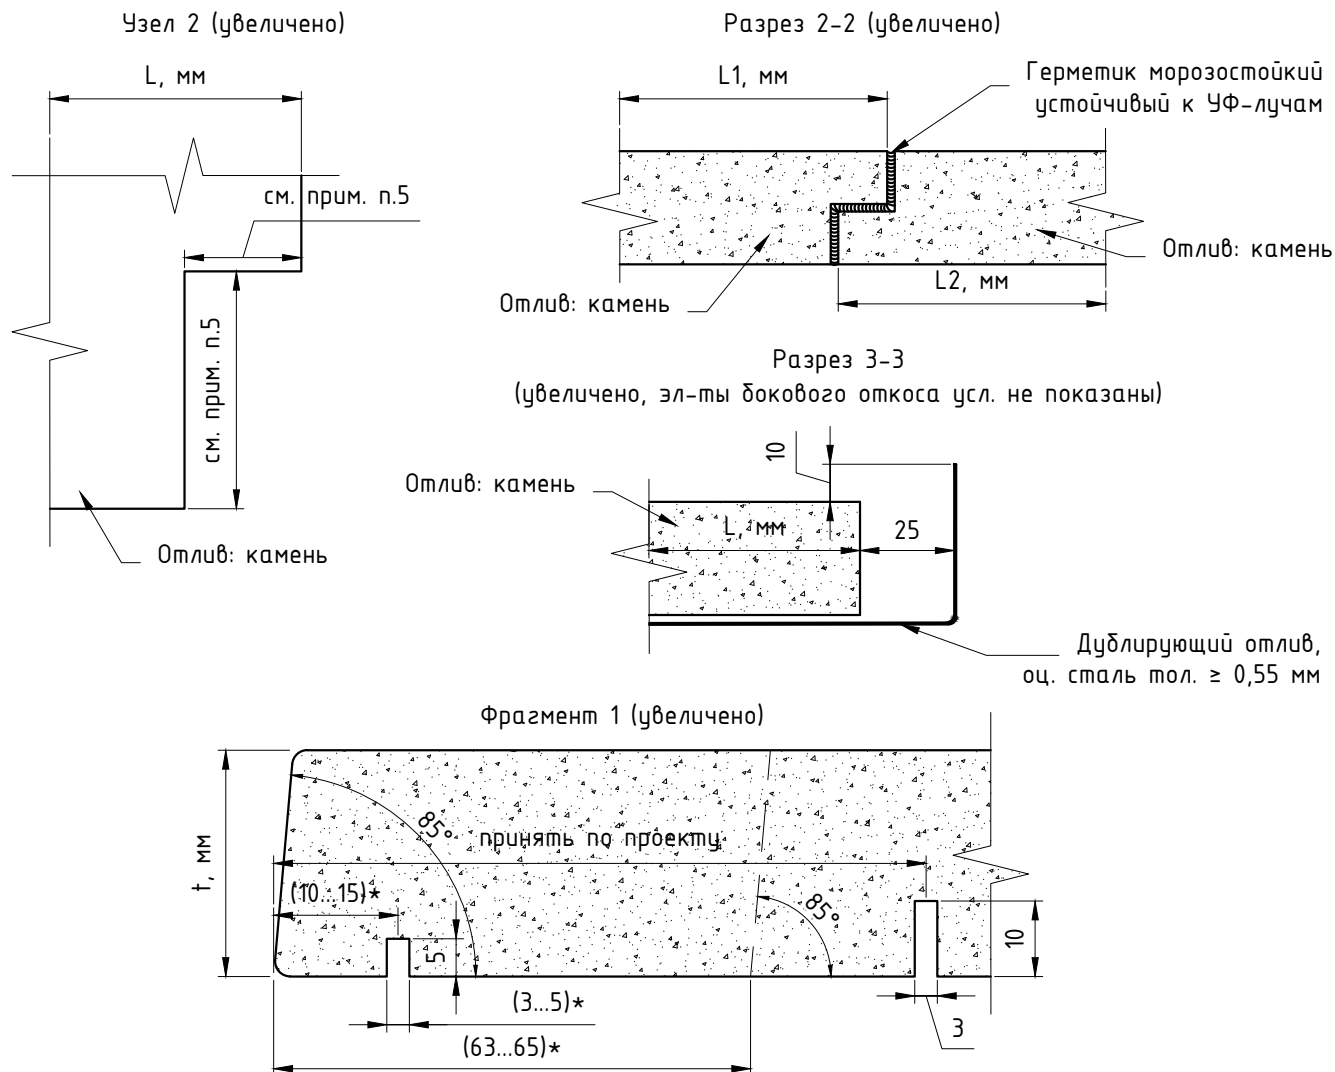 Узел 2 (увеличено)
L, мм
см. прим. п.5
см. прим. п.5
Отлив: камень
Разрез 2-2 (увеличено)
L1, мм
Герметик морозостойкий
устойчивый к УФ-лучам
Отлив: камень
L2, мм
Отлив: камень
Разрез 3-3
(увеличено, эл-ты бокового откоса усл. не показаны)
10
Отлив: камень
L, мм
25
Дублирующий отлив,
оц. сталь тол. ≥ 0,55 мм
Фрагмент 1 (увеличено)
t, мм
85°
принять по проекту
(10...15)*
85°
5
10
(3...5)*
3
(63...65)*